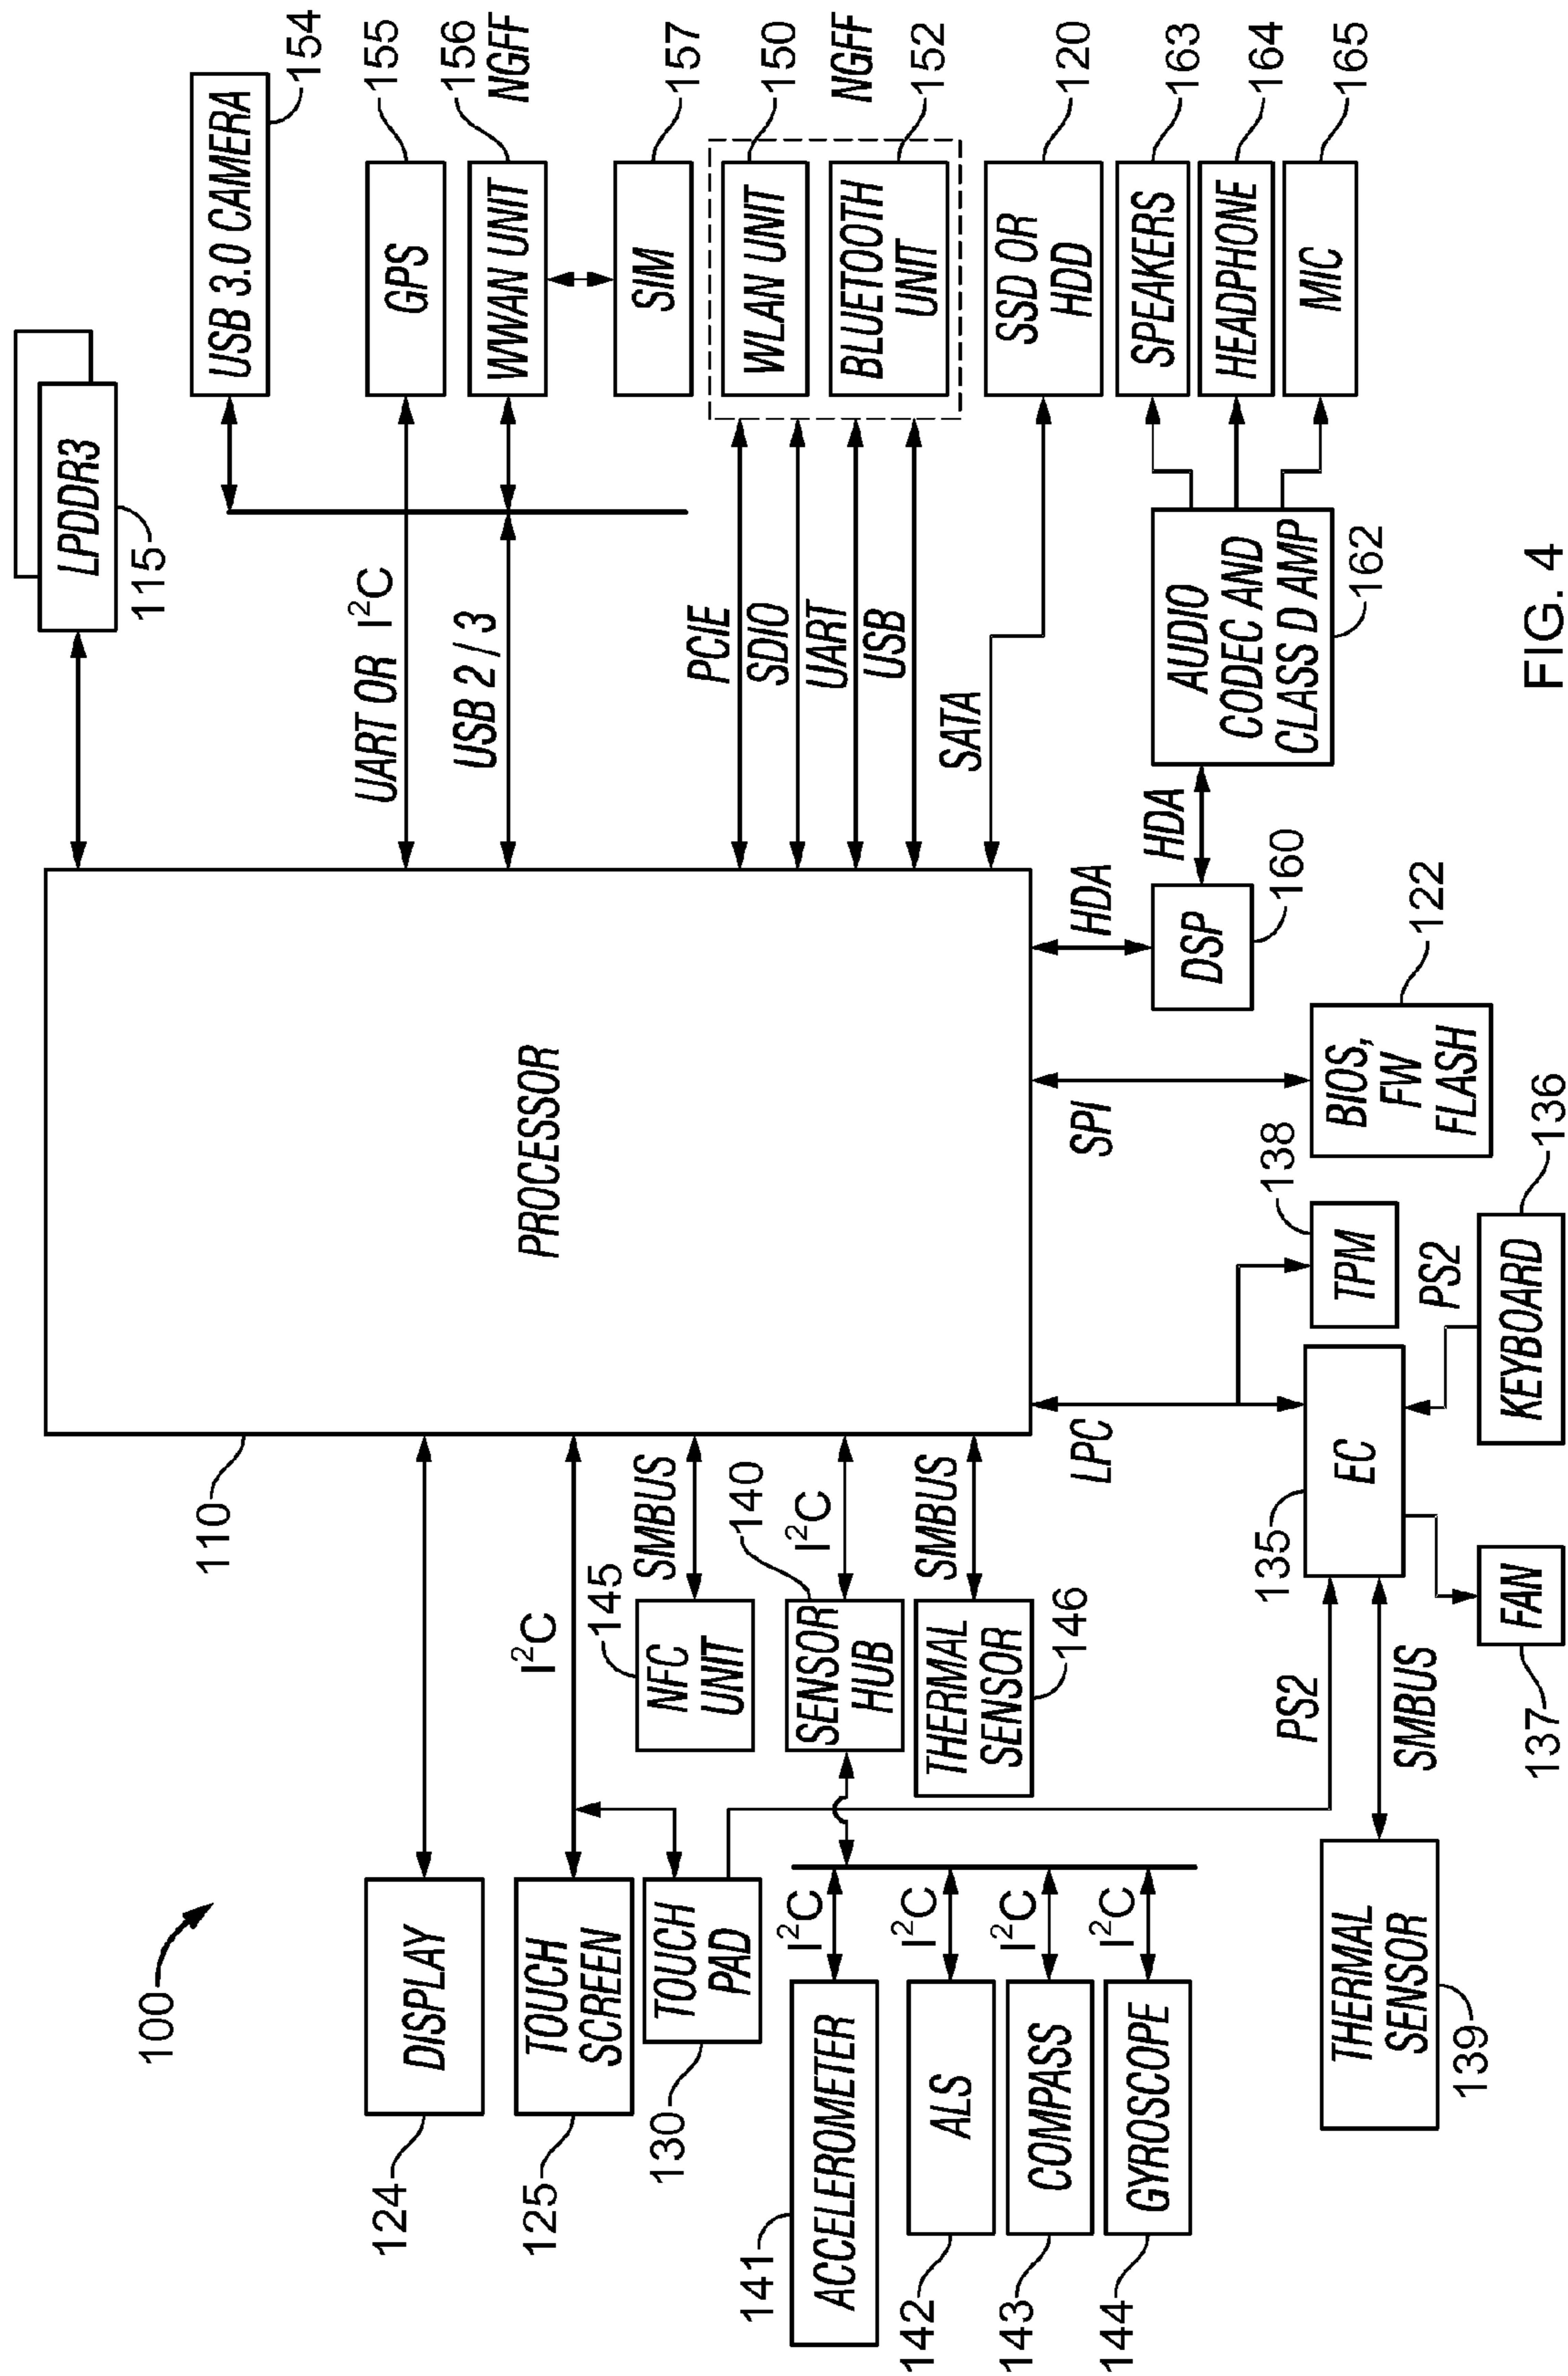 100
LPDDR3
115
USB 3.0 CAMERA
154
110
PROCESSOR
124
DISPLAY
UART OR I²C
GPS
155
USB 2 / 3
WWAN UNIT
156
NGFF
SIM
157
125
TOUCH
SCREEN
I²C
130
TOUCH
PAD
145
NFC
UNIT
SMBUS
140
SENSOR
HUB
I²C
THERMAL
SENSOR
146
SMBUS
PCIE
SDIO
UART
USB
WLAN UNIT
150
BLUETOOTH
UNIT
152
NGFF
SATA
SSD OR
HDD
120
141
ACCELEROMETER
I²C
142
ALS
I²C
143
COMPASS
I²C
144
GYROSCOPE
I²C
LPC
SPI
HDA
DSP
160
HDA
AUDIO
CODEC AND
CLASS D AMP
162
SPEAKERS
163
HEADPHONE
164
MIC
165
THERMAL
SENSOR
139
PS2
SMBUS
135
EC
TPM
138
BIOS,
FW
FLASH
122
137
FAN
PS2
KEYBOARD
136
FIG. 4